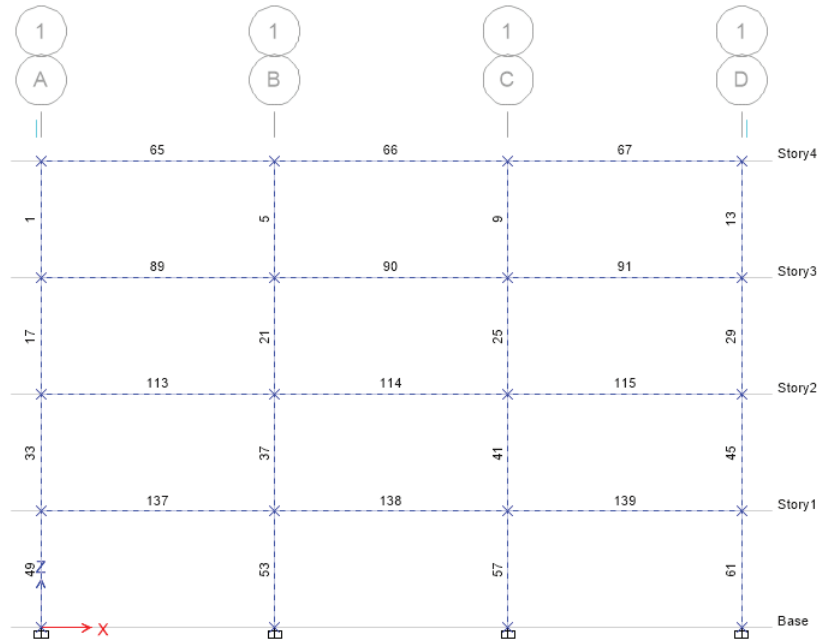 1 1 1 1
A B C D
65 66 67 Story4
1 5 9 13
89 90 91 Story3
17 21 25 29
113 114 115 Story2
33 37 41 45
137 138 139 Story1
49 Z 53 57 61
X Base